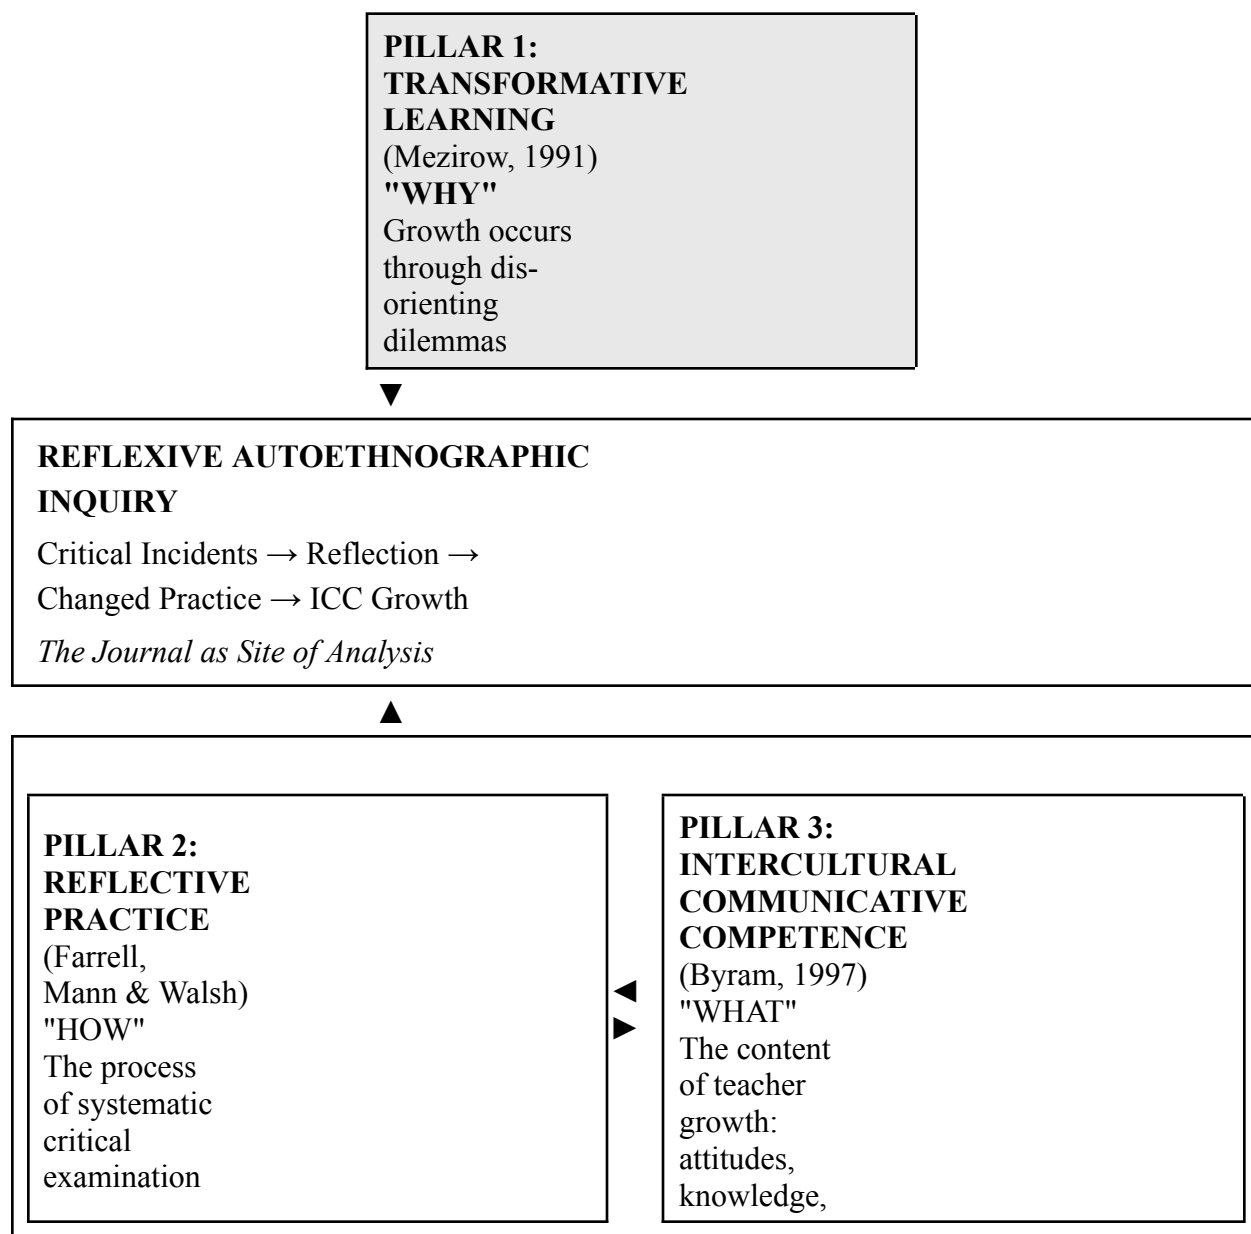 PILLAR 1:
TRANSFORMATIVE
LEARNING
(Mezirow, 1991)
"WHY"
Growth occurs
through dis-
orienting
dilemmas
▼
REFLEXIVE AUTOETHNOGRAPHIC
INQUIRY
Critical Incidents → Reflection →
Changed Practice → ICC Growth
The Journal as Site of Analysis
▲
PILLAR 2:
REFLECTIVE
PRACTICE
(Farrell,
Mann & Walsh)
"HOW"
The process
of systematic
critical
examination
◄
►
PILLAR 3:
INTERCULTURAL
COMMUNICATIVE
COMPETENCE
(Byram, 1997)
"WHAT"
The content
of teacher
growth:
attitudes,
knowledge,